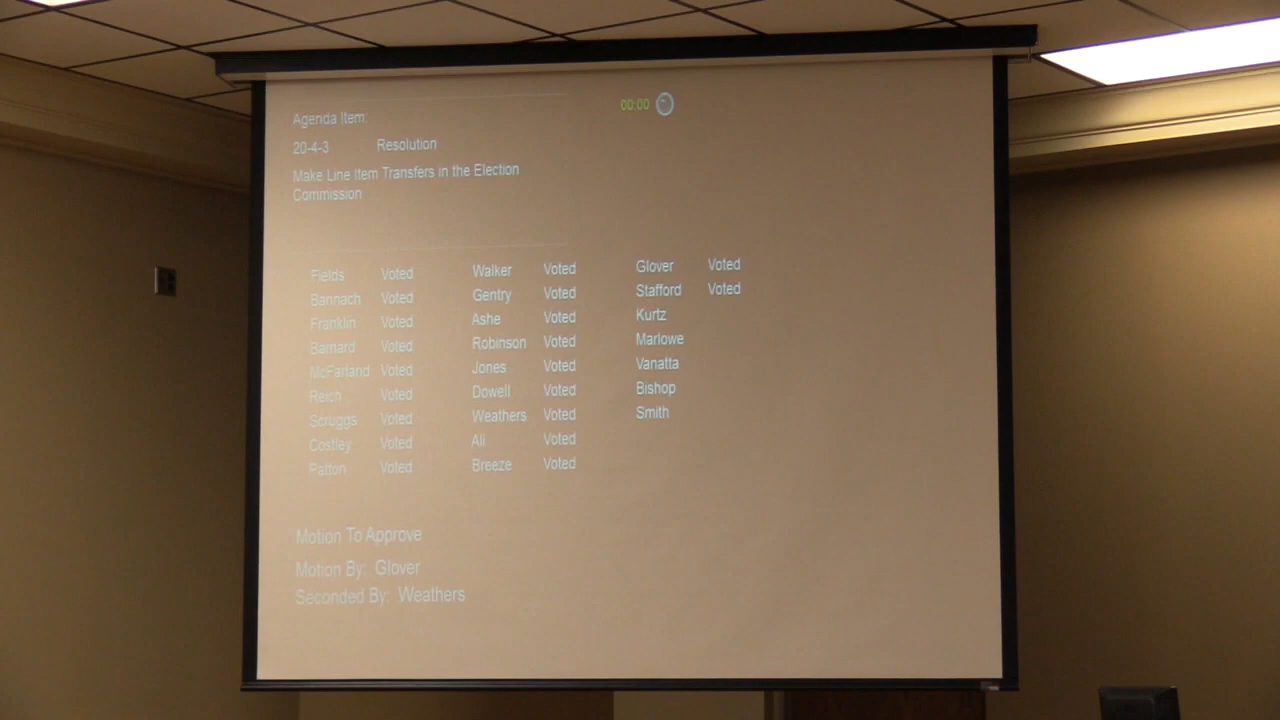 00:00
Agenda Item:
20-4-3 Resolution
Make Line Item Transfers in the Election
Commission
Fields Voted Walker Voted Glover Voted
Bannach Voted Gentry Voted Stafford Voted
Franklin Voted Ashe Voted Kurtz
Barnard Voted Robinson Voted Marlowe
McFarland Voted Jones Voted Vanatta
Reich Voted Dowell Voted Bishop
Scruggs Voted Weathers Voted Smith
Costley Voted Ali Voted
Patton Voted Breeze Voted
Motion To Approve
Motion By: Glover
Seconded By: Weathers